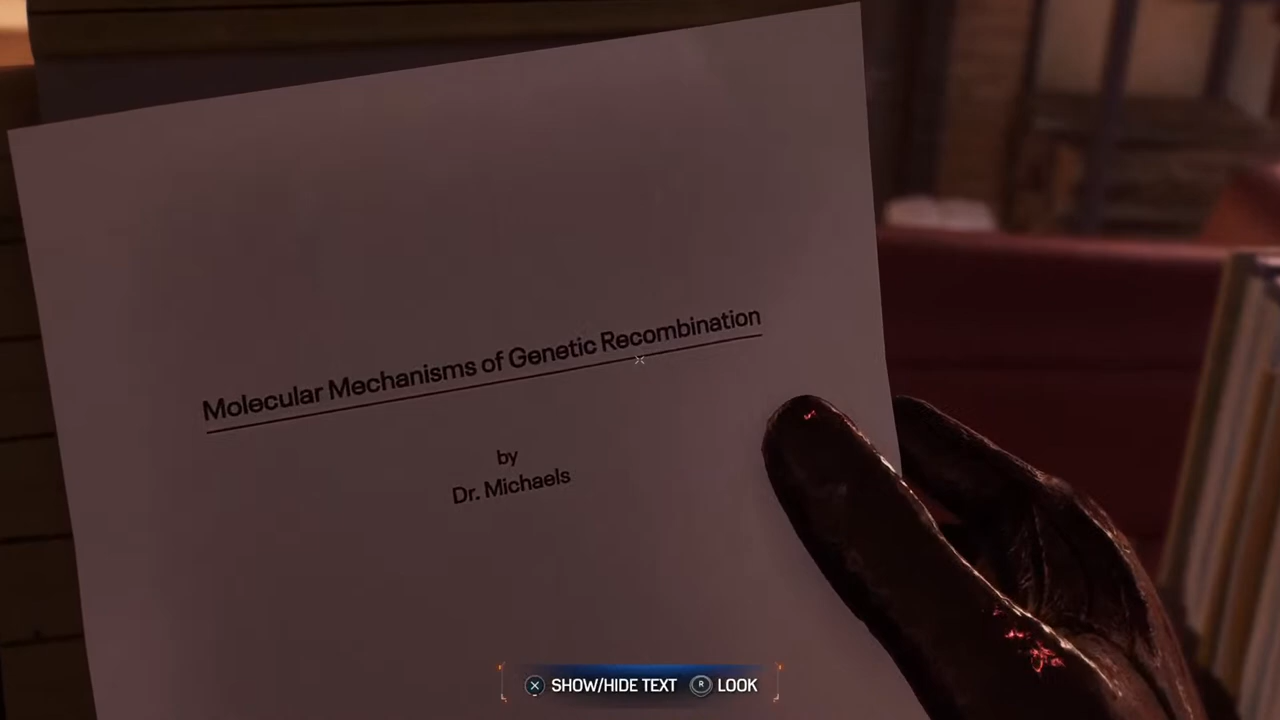 Molecular Mechanisms of Genetic Recombination
by
Dr. Michaels
SHOW/HIDE TEXT R LOOK